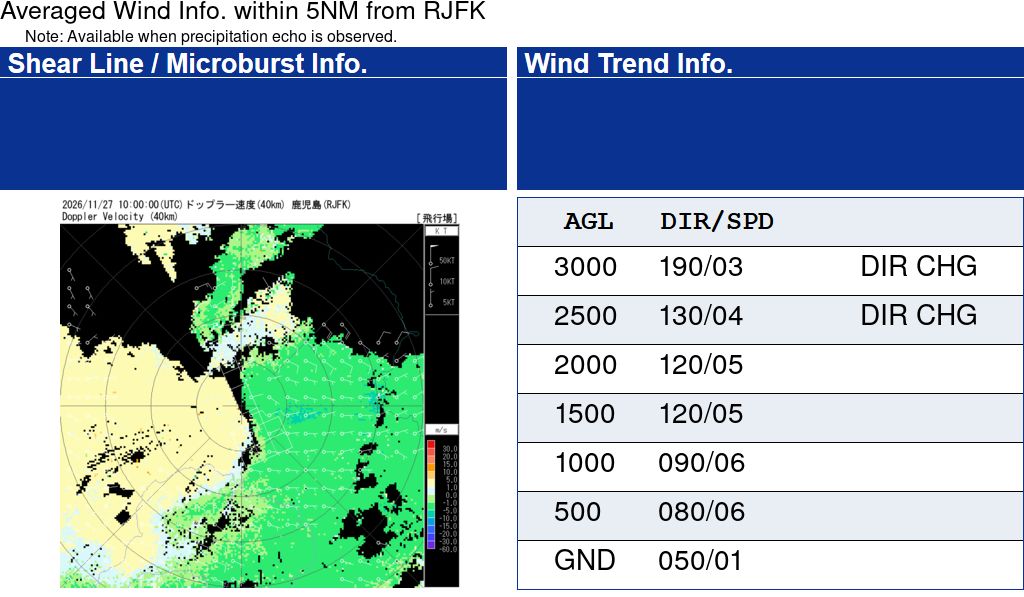 Averaged Wind Info. within 5NM from RJFK
Note: Available when precipitation echo is observed.
Shear Line / Microburst Info.
Wind Trend Info.
2026/11/27 10:00:00(UTC) ドップラー速度(40km) 鹿児島(RJFK)
Doppler Velocity (40km)
[飛行場]
K T
50KT
10KT
5KT
m/s
30.0
20.0
15.0
10.0
5.0
1.0
0.0
-1.0
-5.0
-10.0
-15.0
-20.0
-30.0
-60.0
AGL DIR/SPD
3000 190/03 DIR CHG
2500 130/04 DIR CHG
2000 120/05
1500 120/05
1000 090/06
500 080/06
GND 050/01